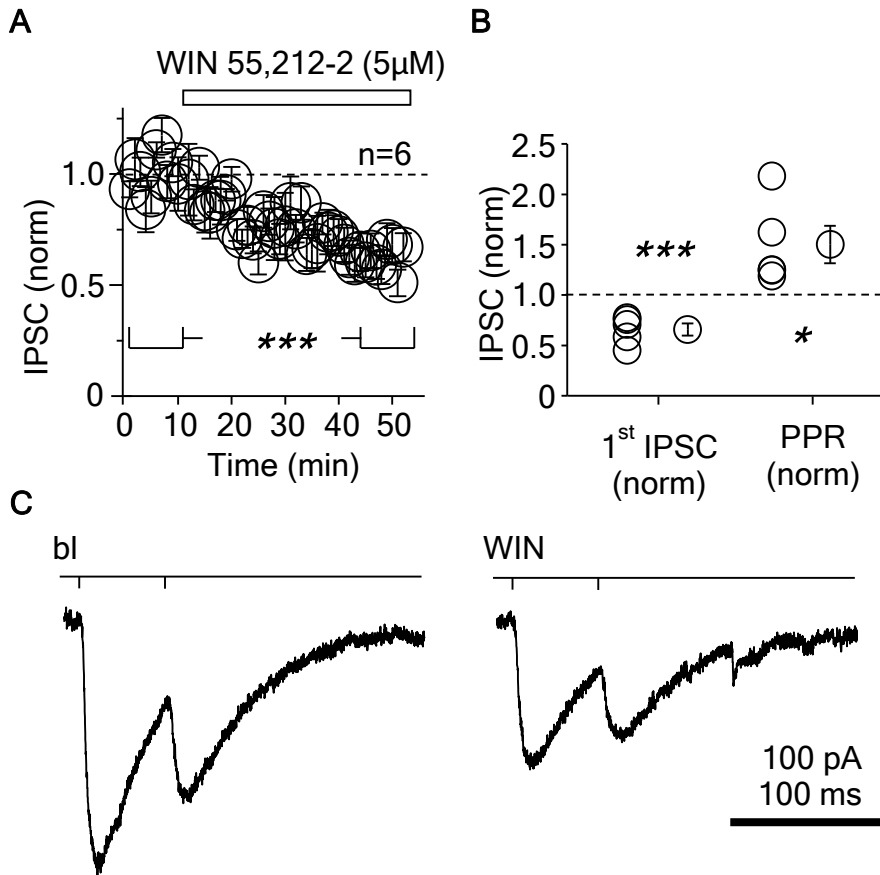 A
WIN 55,212-2 (5µM)
n=6
1.0
0.5
0
IPSC (norm)
***
0 10 20 30 40 50
Time (min)
B
2.5
2.0
1.5
1.0
0.5
0
IPSC (norm)
***
*
1st IPSC
(norm)
PPR
(norm)
C
bl
WIN
100 pA
100 ms